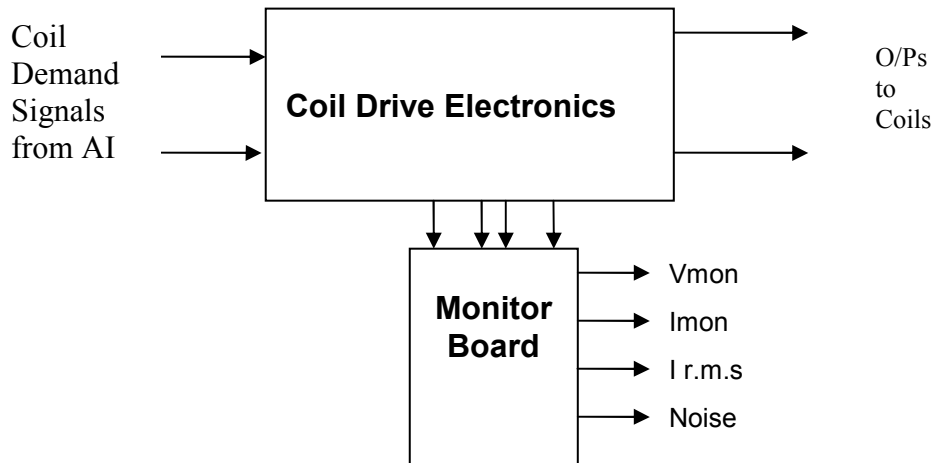 Coil
Demand
Signals
from AI
Coil Drive Electronics
O/Ps
to
Coils
Monitor
Board
Vmon
Imon
I r.m.s
Noise